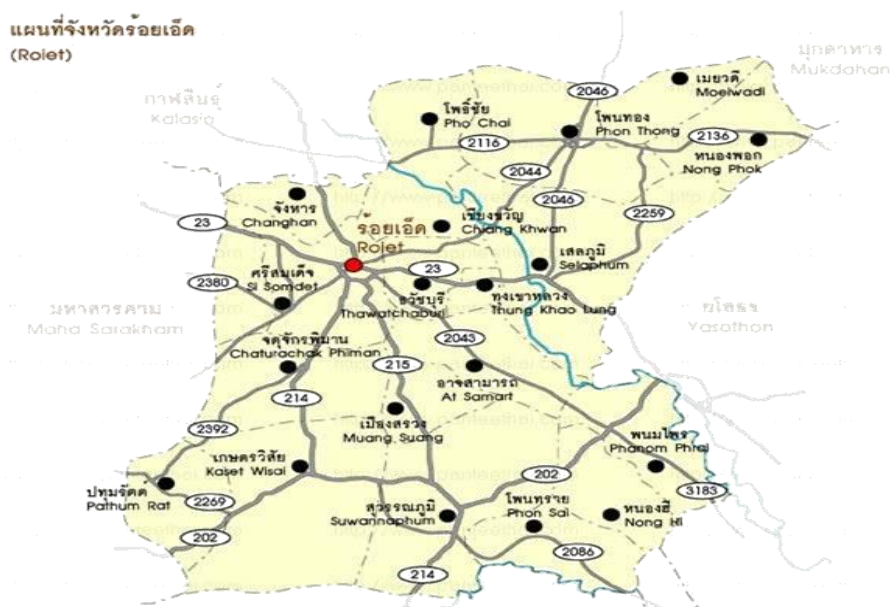 แผนที่จังหวัดร้อยเอ็ด
(Roiet)
มุกดาหาร
Mukdahan
กาฬสินธุ์
Kalasin
เมยวดี
Moeiwadi
2046
โพธิ์ชัย
Pho Chai
โพนทอง
Phon Thong
2116
2136
หนองพอก
Nong Phok
2044
2046
2259
จังหาร
Changhan
23
ร้อยเอ็ด
Roiet
เชียงขวัญ
Chiang Khwan
เสลภูมิ
Selaphum
23
2380
ศรีสมเด็จ
Si Somdet
ธวัชบุรี
Thawatchaburi
ทุ่งเขาหลวง
Thung Khao Lung
มหาสารคาม
Maha Sarakham
ยโสธร
Yasothon
จตุจักรพิมาน
Chaturachak Phiman
2043
215
อาจสามารถ
At Samart
214
เมืองสรวง
Muang Suang
2392
เกษตรวิสัย
Kaset Wisai
พนมไพร
Phanom Phrai
202
ปทุมรัตต์
Pathum Rat
2269
3183
สุวรรณภูมิ
Suwannaphum
โพนทราย
Phon Sai
หนองฮี
Nong Hi
202
2086
214